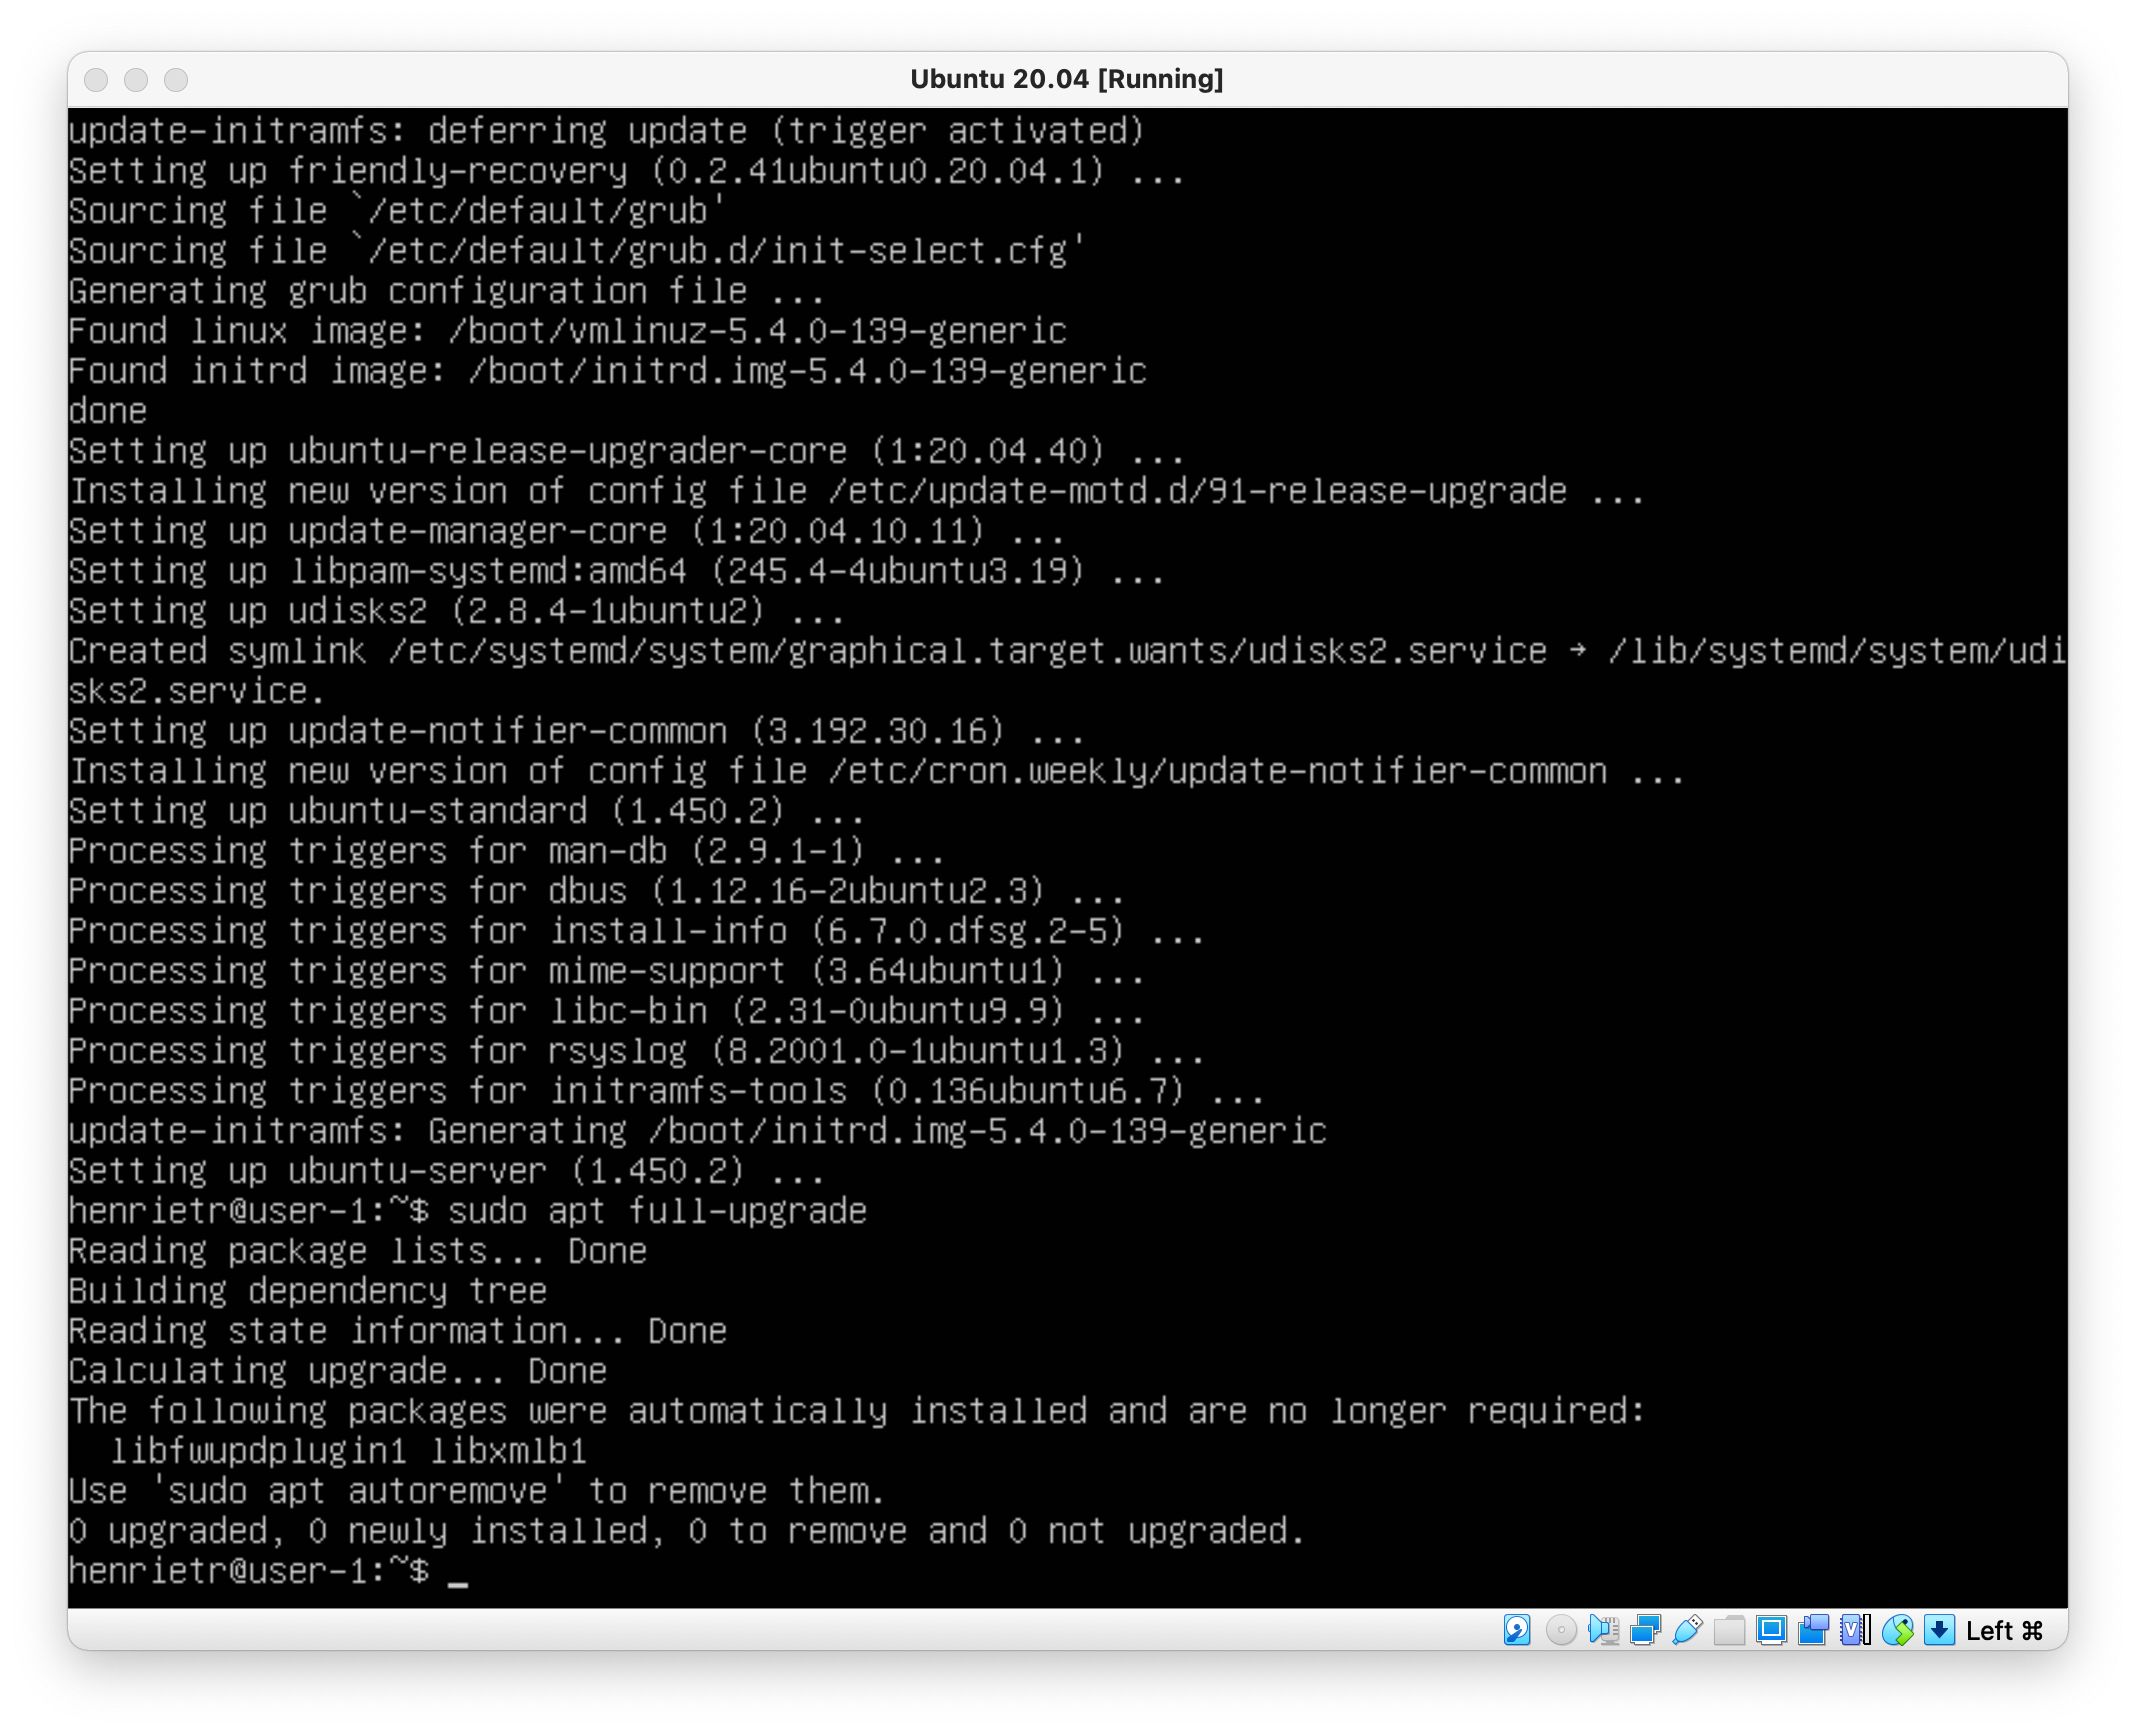 Ubuntu 20.04 [Running]
update-initramfs: deferring update (trigger activated)
Setting up friendly-recovery (0.2.41ubuntu0.20.04.1) ...
Sourcing file `/etc/default/grub'
Sourcing file `/etc/default/grub.d/init-select.cfg'
Generating grub configuration file ...
Found linux image: /boot/vmlinuz-5.4.0-139-generic
Found initrd image: /boot/initrd.img-5.4.0-139-generic
done
Setting up ubuntu-release-upgrader-core (1:20.04.40) ...
Installing new version of config file /etc/update-motd.d/91-release-upgrade ...
Setting up update-manager-core (1:20.04.10.11) ...
Setting up libpam-systemd:amd64 (245.4-4ubuntu3.19) ...
Setting up udisks2 (2.8.4-1ubuntu2) ...
Created symlink /etc/systemd/system/graphical.target.wants/udisks2.service → /lib/systemd/system/udi
sks2.service.
Setting up update-notifier-common (3.192.30.16) ...
Installing new version of config file /etc/cron.weekly/update-notifier-common ...
Setting up ubuntu-standard (1.450.2) ...
Processing triggers for man-db (2.9.1-1) ...
Processing triggers for dbus (1.12.16-2ubuntu2.3) ...
Processing triggers for install-info (6.7.0.dfsg.2-5) ...
Processing triggers for mime-support (3.64ubuntu1) ...
Processing triggers for libc-bin (2.31-0ubuntu9.9) ...
Processing triggers for rsyslog (8.2001.0-1ubuntu1.3) ...
Processing triggers for initramfs-tools (0.136ubuntu6.7) ...
update-initramfs: Generating /boot/initrd.img-5.4.0-139-generic
Setting up ubuntu-server (1.450.2) ...
henrietr@user-1:~$ sudo apt full-upgrade
Reading package lists... Done
Building dependency tree
Reading state information... Done
Calculating upgrade... Done
The following packages were automatically installed and are no longer required:
  libfwupdplugin1 libxmlb1
Use 'sudo apt autoremove' to remove them.
0 upgraded, 0 newly installed, 0 to remove and 0 not upgraded.
henrietr@user-1:~$ _
Left ⌘